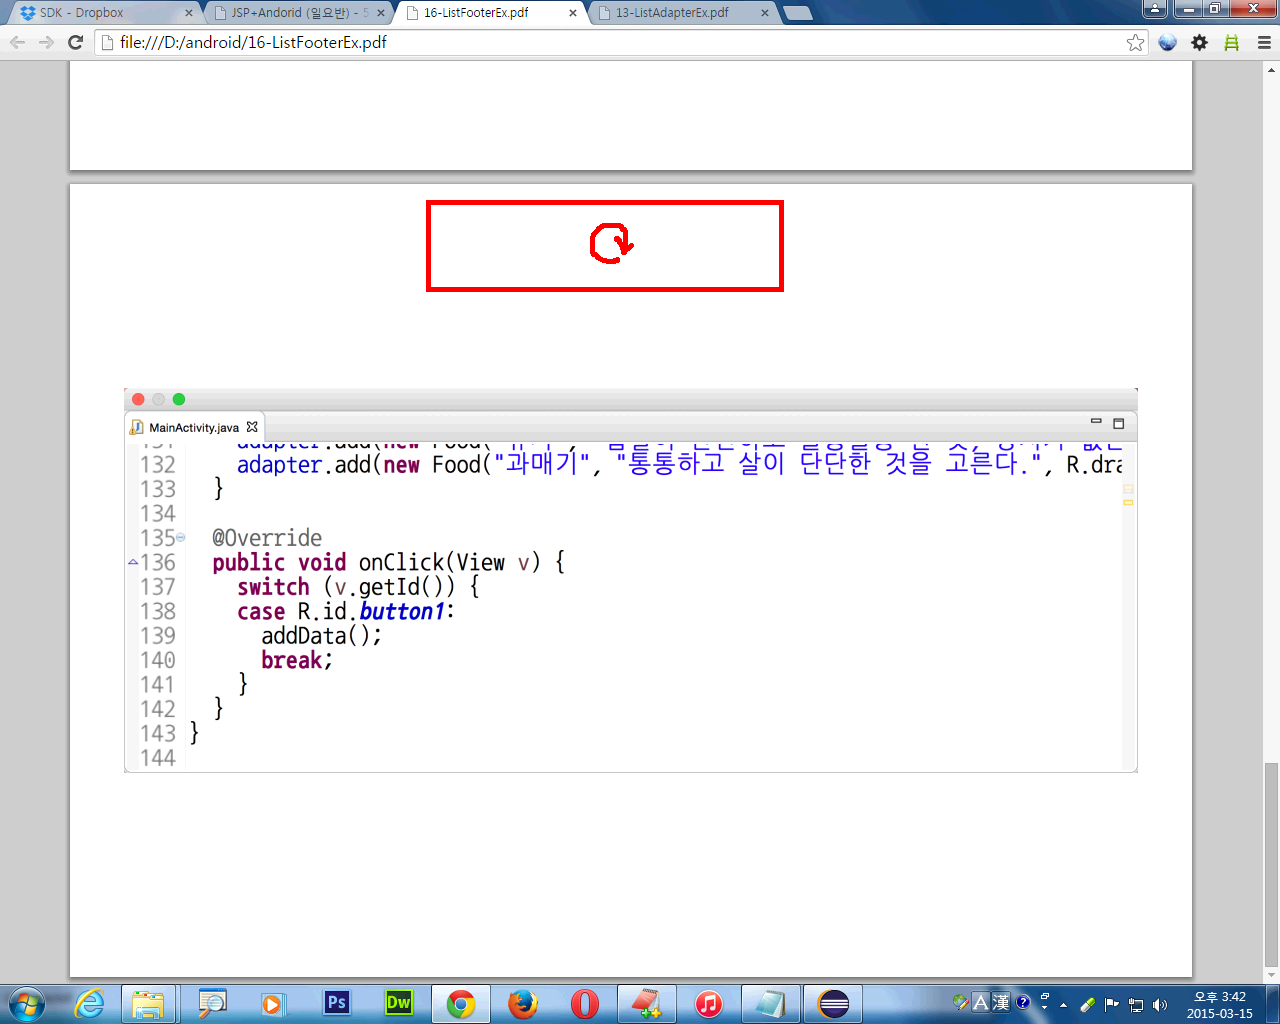 SDK - Dropbox
JSP+Andorid (일요반) - 5
16-ListFooterEx.pdf
13-ListAdapterEx.pdf
file:///D:/android/16-ListFooterEx.pdf
MainActivity.java
132 adapter.add(new Food("과매기", "통통하고 살이 단단한 것을 고른다.", R.dra
133 }
134
135 @Override
136 public void onClick(View v) {
137 switch (v.getId()) {
138 case R.id.button1:
139 addData();
140 break;
141 }
142 }
143 }
144
Ps
Dw
A 漢
오후 3:42
2015-03-15